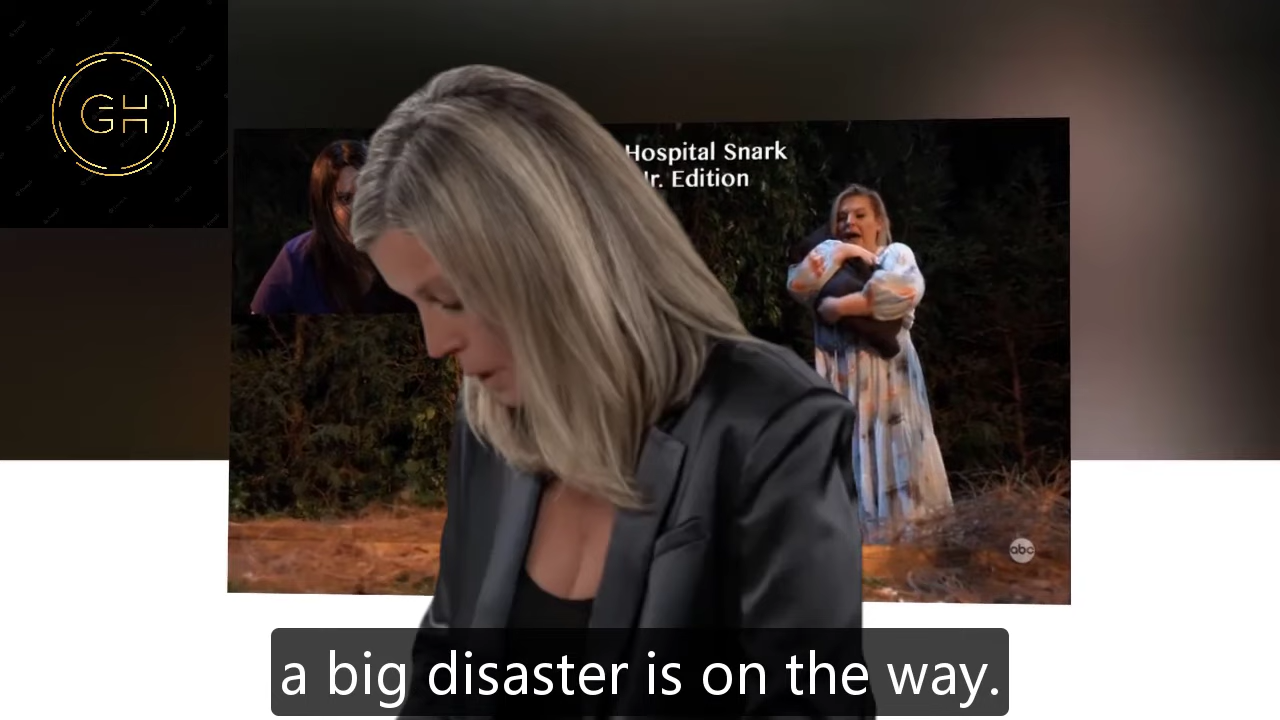 GH
Hospital Snark
Jr. Edition
abc
a big disaster is on the way.